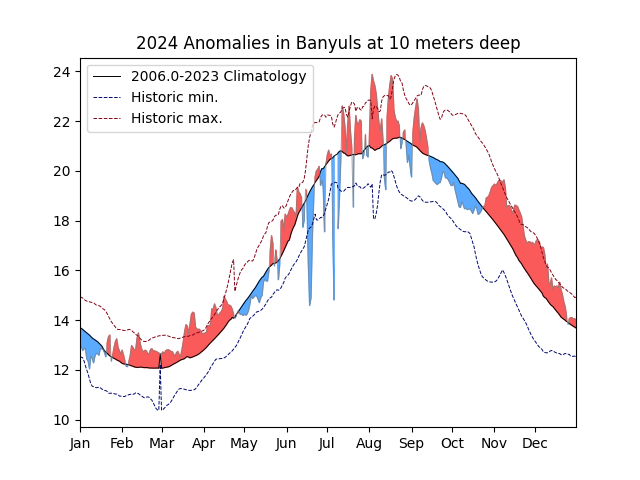 2024 Anomalies in Banyuls at 10 meters deep
2006.0-2023 Climatology
Historic min.
Historic max.
24
22
20
18
16
14
12
10
Jan Feb Mar Apr May Jun Jul Aug Sep Oct Nov Dec